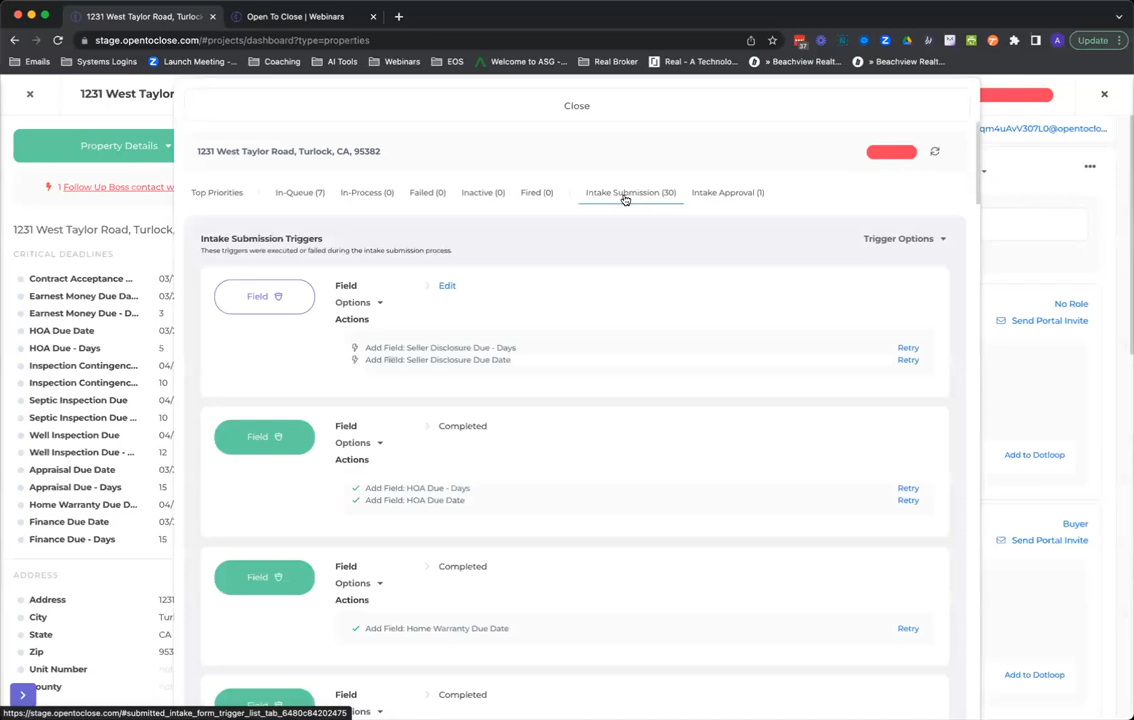 1231 West Taylor Road, Turlock
Open To Close | Webinars
stage.opentoclose.com/#projects/dashboard?type=properties
37
A
Update
Emails
Systems Logins
Launch Meeting -...
Coaching
AI Tools
Webinars
EOS
Welcome to ASG -...
Real Broker
Real - A Technolo...
» Beachview Realt...
» Beachview Realt...
1231 West Taylor
Close
qm4uAvV307L0@opentoclo...
Property Details
1231 West Taylor Road, Turlock, CA, 95382
1 Follow Up Boss contact w
Top Priorities
In-Queue (7)
In-Process (0)
Failed (0)
Inactive (0)
Fired (0)
Intake Submission (30)
Intake Approval (1)
1231 West Taylor Road, Turlock,
CRITICAL DEADLINES
Contract Acceptance ... 03/
Earnest Money Due Da... 03/
Earnest Money Due - D... 3
HOA Due Date 03/
HOA Due - Days 5
Inspection Contingenc... 04/
Inspection Contingenc... 10
Septic Inspection Due 04/
Septic Inspection Due ... 10
Well Inspection Due 04/
Well Inspection Due - ... 12
Appraisal Due Date 03/
Appraisal Due - Days 15
Home Warranty Due D... 04/
Finance Due Date 03/
Finance Due - Days 15
ADDRESS
Address 1231
City Tur
State CA
Zip 953
Unit Number
ounty
Intake Submission Triggers
These triggers were executed or failed during the intake submission process.
Trigger Options
Field
Field
Edit
Options
Actions
Add Field: Seller Disclosure Due - Days Retry
Add Field: Seller Disclosure Due Date Retry
Field
Field
Completed
Options
Actions
Add Field: HOA Due - Days Retry
Add Field: HOA Due Date Retry
Field
Field
Completed
Options
Actions
Add Field: Home Warranty Due Date Retry
Field
Field
Completed
Options
No Role
Send Portal Invite
Add to Dotloop
Buyer
Send Portal Invite
Add to Dotloop
https://stage.opentoclose.com/#submitted_intake_form_trigger_list_tab_6480c84202475